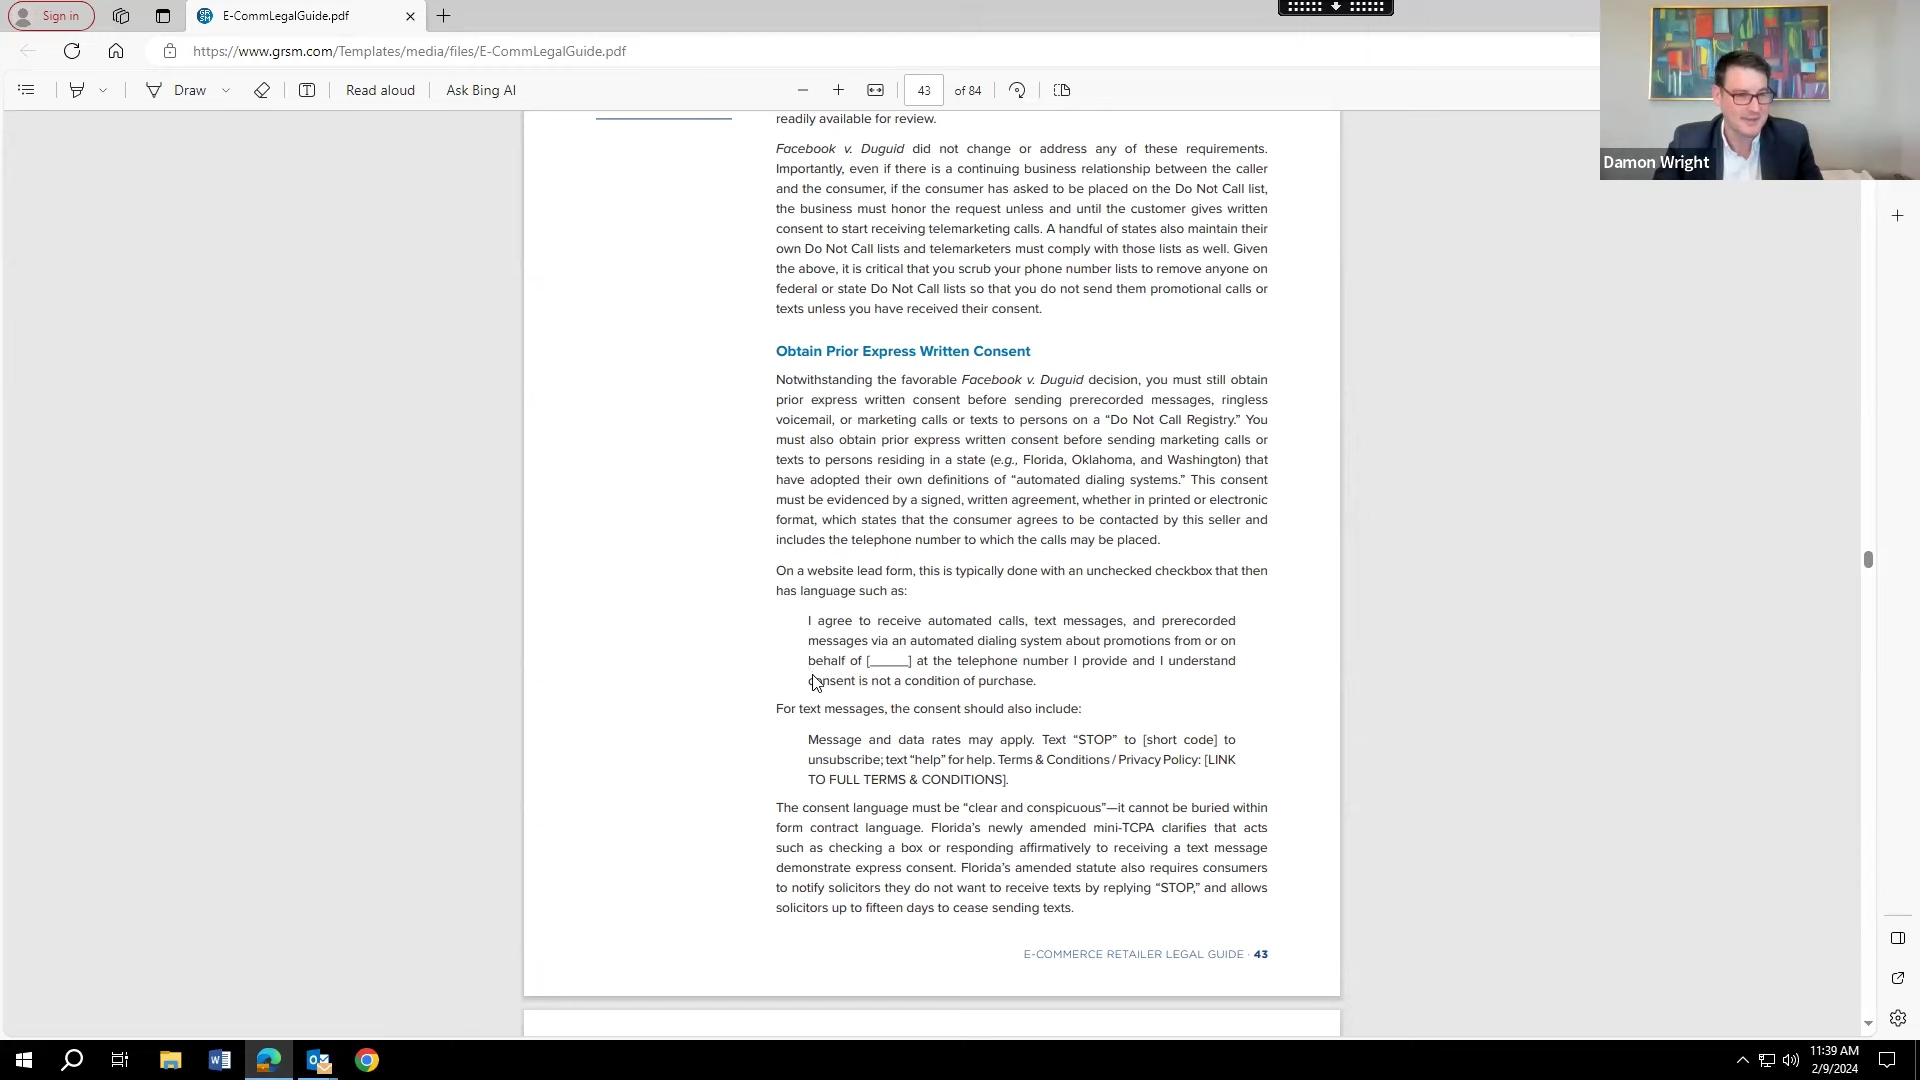 Sign in
E-CommLegalGuide.pdf
https://www.grsm.com/Templates/media/files/E-CommLegalGuide.pdf
Draw
Read aloud
Ask Bing AI
43
of 84
Damon Wright
readily available for review.
Facebook v. Duguid did not change or address any of these requirements.
Importantly, even if there is a continuing business relationship between the caller
and the consumer, if the consumer has asked to be placed on the Do Not Call list,
the business must honor the request unless and until the customer gives written
consent to start receiving telemarketing calls. A handful of states also maintain their
own Do Not Call lists and telemarketers must comply with those lists as well. Given
the above, it is critical that you scrub your phone number lists to remove anyone on
federal or state Do Not Call lists so that you do not send them promotional calls or
texts unless you have received their consent.
Obtain Prior Express Written Consent
Notwithstanding the favorable Facebook v. Duguid decision, you must still obtain
prior express written consent before sending prerecorded messages, ringless
voicemail, or marketing calls or texts to persons on a “Do Not Call Registry.” You
must also obtain prior express written consent before sending marketing calls or
texts to persons residing in a state (e.g., Florida, Oklahoma, and Washington) that
have adopted their own definitions of “automated dialing systems.” This consent
must be evidenced by a signed, written agreement, whether in printed or electronic
format, which states that the consumer agrees to be contacted by this seller and
includes the telephone number to which the calls may be placed.
On a website lead form, this is typically done with an unchecked checkbox that then
has language such as:
I agree to receive automated calls, text messages, and prerecorded
messages via an automated dialing system about promotions from or on
behalf of [_____] at the telephone number I provide and I understand
consent is not a condition of purchase.
For text messages, the consent should also include:
Message and data rates may apply. Text “STOP” to [short code] to
unsubscribe; text “help” for help. Terms & Conditions / Privacy Policy: [LINK
TO FULL TERMS & CONDITIONS].
The consent language must be “clear and conspicuous”—it cannot be buried within
form contract language. Florida’s newly amended mini-TCPA clarifies that acts
such as checking a box or responding affirmatively to receiving a text message
demonstrate express consent. Florida’s amended statute also requires consumers
to notify solicitors they do not want to receive texts by replying “STOP,” and allows
solicitors up to fifteen days to cease sending texts.
E-COMMERCE RETAILER LEGAL GUIDE · 43
11:39 AM
2/9/2024